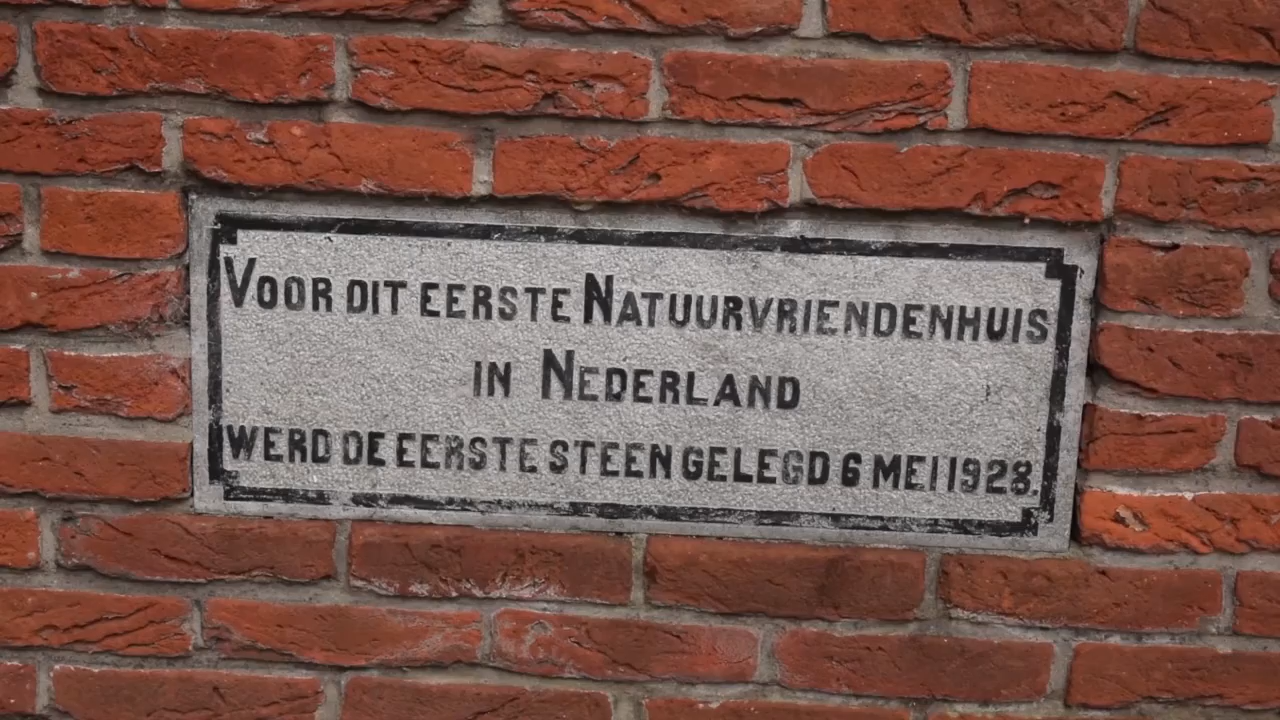 VOOR DIT EERSTE NATUURVRIENDENHUIS
IN NEDERLAND
WERD DE EERSTE STEEN GELEGD 6 MEI 1928.